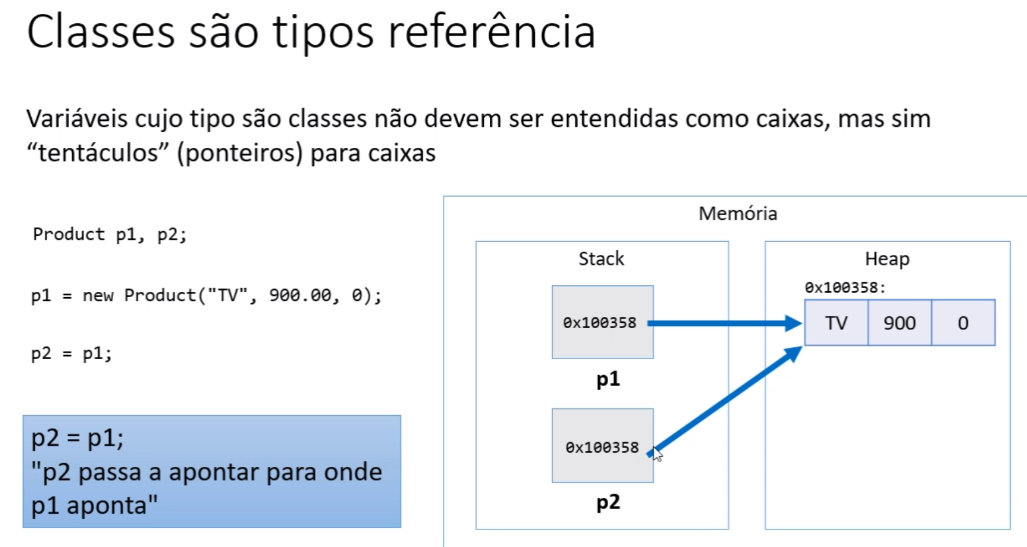 Classes são tipos referência
Variáveis cujo tipo são classes não devem ser entendidas como caixas, mas sim
“tentáculos” (ponteiros) para caixas
Product p1, p2;
p1 = new Product("TV", 900.00, 0);
p2 = p1;
p2 = p1;
"p2 passa a apontar para onde
p1 aponta"
Memória
Stack
0x100358
p1
0x100358
p2
Heap
0x100358:
TV 900 0